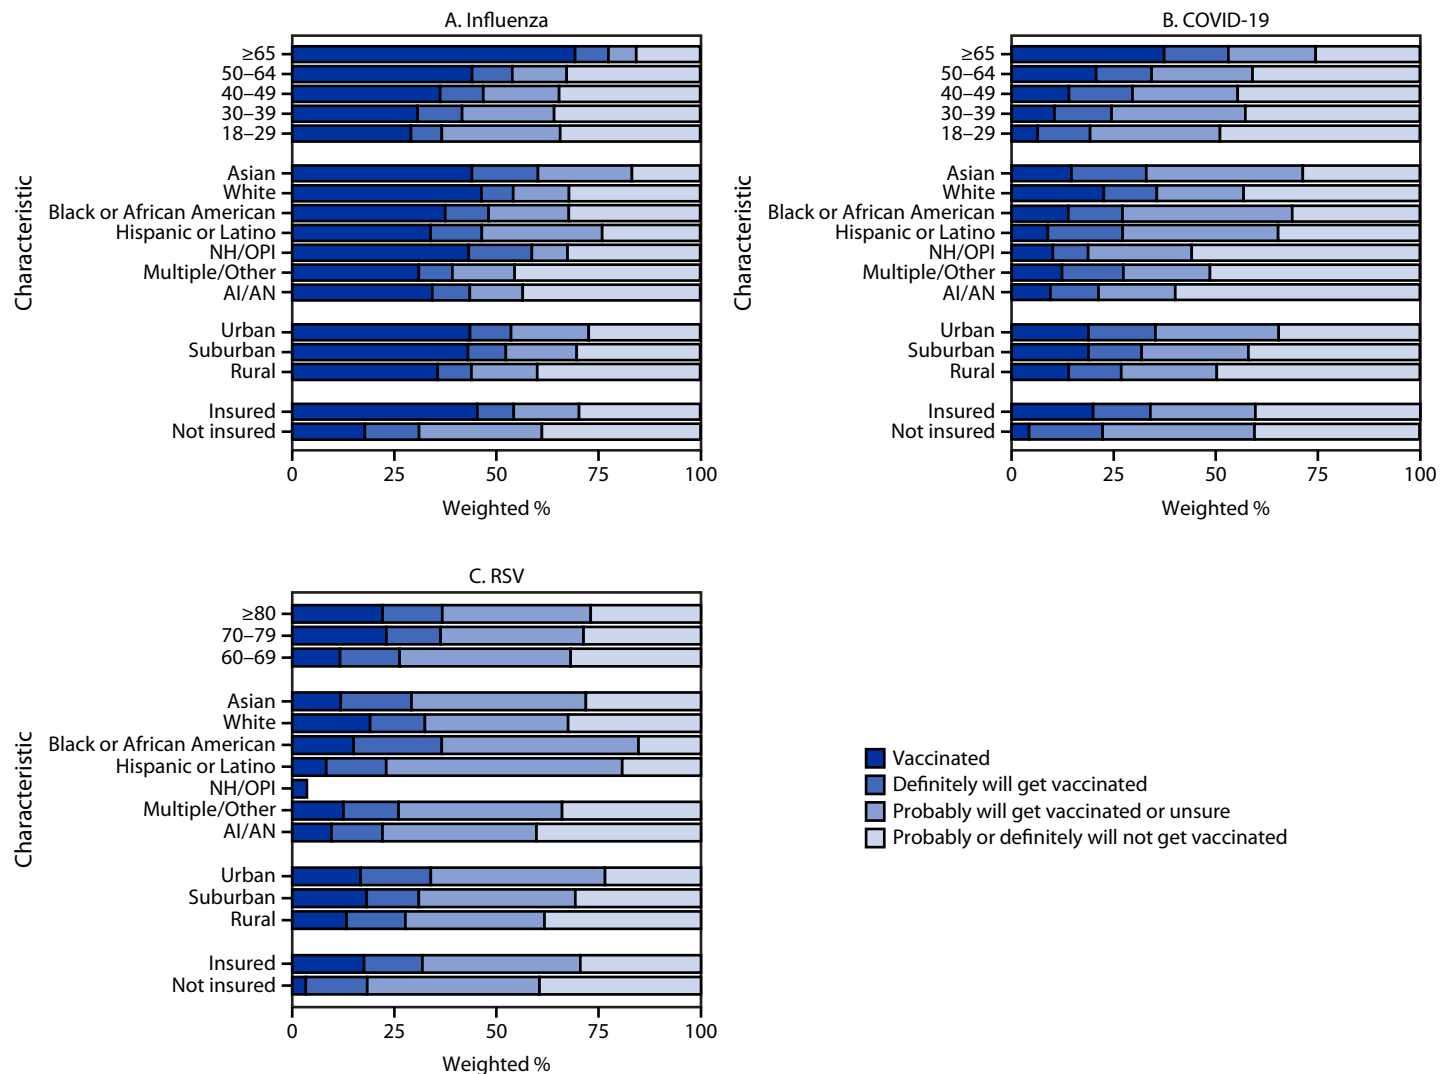 A. Influenza
Characteristic
≥65
50–64
40–49
30–39
18–29
Asian
White
Black or African American
Hispanic or Latino
NH/OPI
Multiple/Other
AI/AN
Urban
Suburban
Rural
Insured
Not insured
0 25 50 75 100
Weighted %
B. COVID-19
Characteristic
≥65
50–64
40–49
30–39
18–29
Asian
White
Black or African American
Hispanic or Latino
NH/OPI
Multiple/Other
AI/AN
Urban
Suburban
Rural
Insured
Not insured
0 25 50 75 100
Weighted %
C. RSV
Characteristic
≥80
70–79
60–69
Asian
White
Black or African American
Hispanic or Latino
NH/OPI
Multiple/Other
AI/AN
Urban
Suburban
Rural
Insured
Not insured
0 25 50 75 100
Weighted %
Vaccinated
Definitely will get vaccinated
Probably will get vaccinated or unsure
Probably or definitely will not get vaccinated